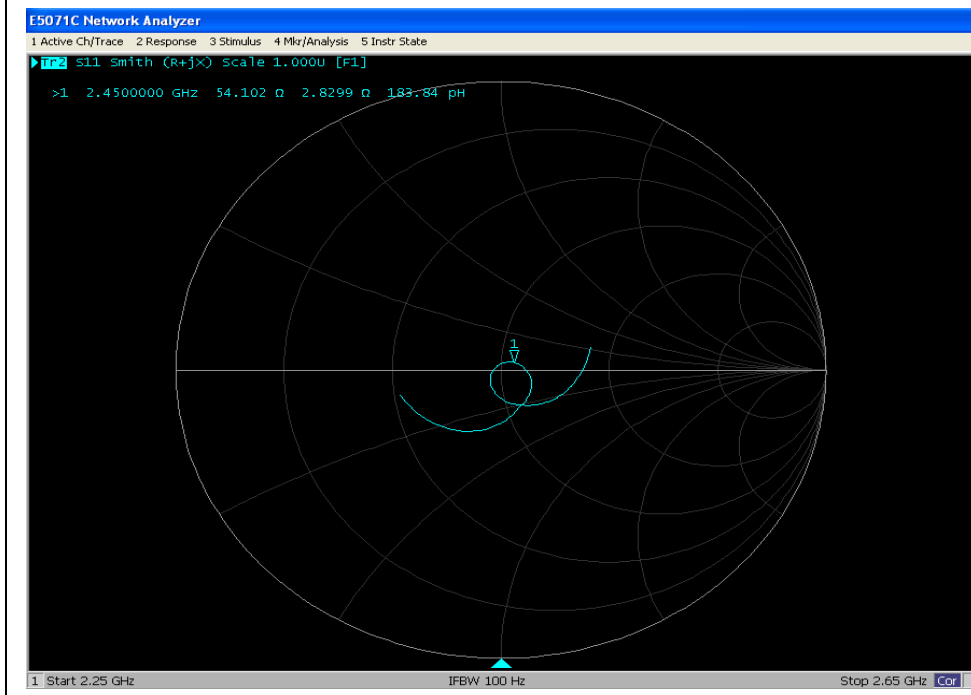 E5071C Network Analyzer
1 Active Ch/Trace 2 Response 3 Stimulus 4 Mkr/Analysis 5 Instr State
Tr2 S11 Smith (R+jX) Scale 1.000U [F1]
>1 2.4500000 GHz 54.102 Ω 2.8299 Ω 183.84 pH
1
1 Start 2.25 GHz IFBW 100 Hz Stop 2.65 GHz Cor